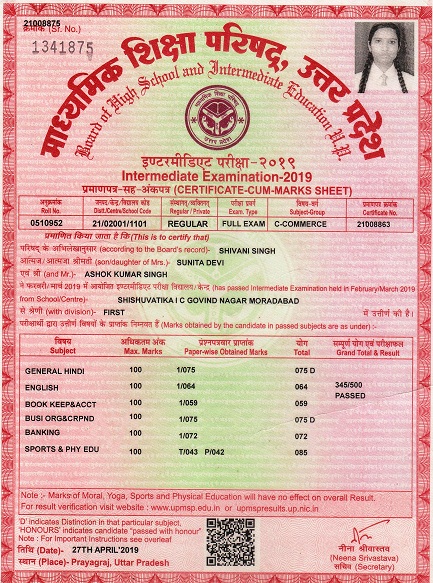 21008875
क्रमांक (Sr. No.)
1341875
माध्यमिक शिक्षा परिषद्, उत्तर प्रदेश
Board of High School and Intermediate Education U.P.
इण्टरमीडिएट परीक्षा-२०१९
Intermediate Examination-2019
प्रमाणपत्र-सह-अंकपत्र (CERTIFICATE-CUM-MARKS SHEET)
अनुक्रमांक जनपद/केन्द्र/विद्यालय कोड संस्थागत/व्यक्तिगत परीक्षा प्रकार विषय-वर्ग प्रमाणपत्र क्रमांक
Roll No. Distt./Centre/School Code Regular / Private Exam. Type Subject-Group Certificate No.
0510952 21/02001/1101 REGULAR FULL EXAM C-COMMERCE 21008863
प्रमाणित किया जाता है कि (This is to certify that)
परिषद के अभिलेखानुसार (according to the Board's record)- SHIVANI SINGH
आत्मज/ आत्मजा श्रीमती (son/daughter of Mrs.)- SUNITA DEVI
एवं श्री (and Mr.)- ASHOK KUMAR SINGH
ने फरवरी/ मार्च 2019 में आयोजित इण्टरमीडिएट परीक्षा विद्यालय/ केन्द्र (has passed Intermediate Examination held in February/March 2019
from School/Centre)- SHISHUVATIKA I C GOVIND NAGAR MORADABAD
से श्रेणी (with division)- FIRST में उत्तीर्ण की है।
परीक्षार्थी द्वारा उत्तीर्ण विषयों के प्राप्तांक निम्नवत हैं (Marks obtained by the candidate in passed subjects are as under) :-
विषय अधिकतम अंक प्रश्नपत्रवार प्राप्तांक योग सम्पूर्ण योग एवं परीक्षाफल
Subject Max. Marks Paper-wise Obtained Marks Total Grand Total & Result
GENERAL HINDI 100 1/075 075 D
ENGLISH 100 1/064 064 345/500
PASSED
BOOK KEEP&ACCT 100 1/059 059
BUSI ORG&CRPND 100 1/075 075 D
BANKING 100 1/072 072
SPORTS & PHY EDU 100 T/043 P/042 085
Note :- Marks of Moral, Yoga, Sports and Physical Education will have no effect on overall Result.
For result verification visit website : www.upmsp.edu.in or upmspresults.up.nic.in
'D' indicates Distinction in that particular subject,
'HONOURS' indicates candidate "passed with honour"
Note : For Important Instructions see overleaf
तिथि (Date)- 27TH APRIL'2019
स्थान (Place)- Prayagraj, Uttar Pradesh
नीना श्रीवास्तव
(Neena Srivastava)
सचिव (Secretary)